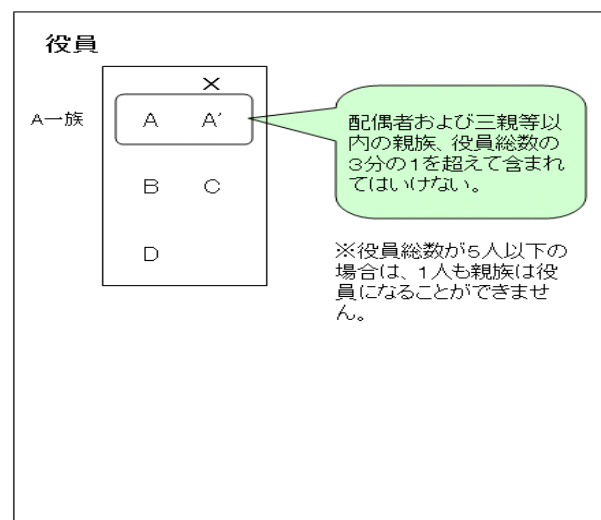 役員
×
A一族
A A′
B C
D
配偶者および三親等以
内の親族、役員総数の
3分の1を超えて含まれ
てはいけない。
※役員総数が5人以下の
場合は、1人も親族は役
員になることができませ
ん。